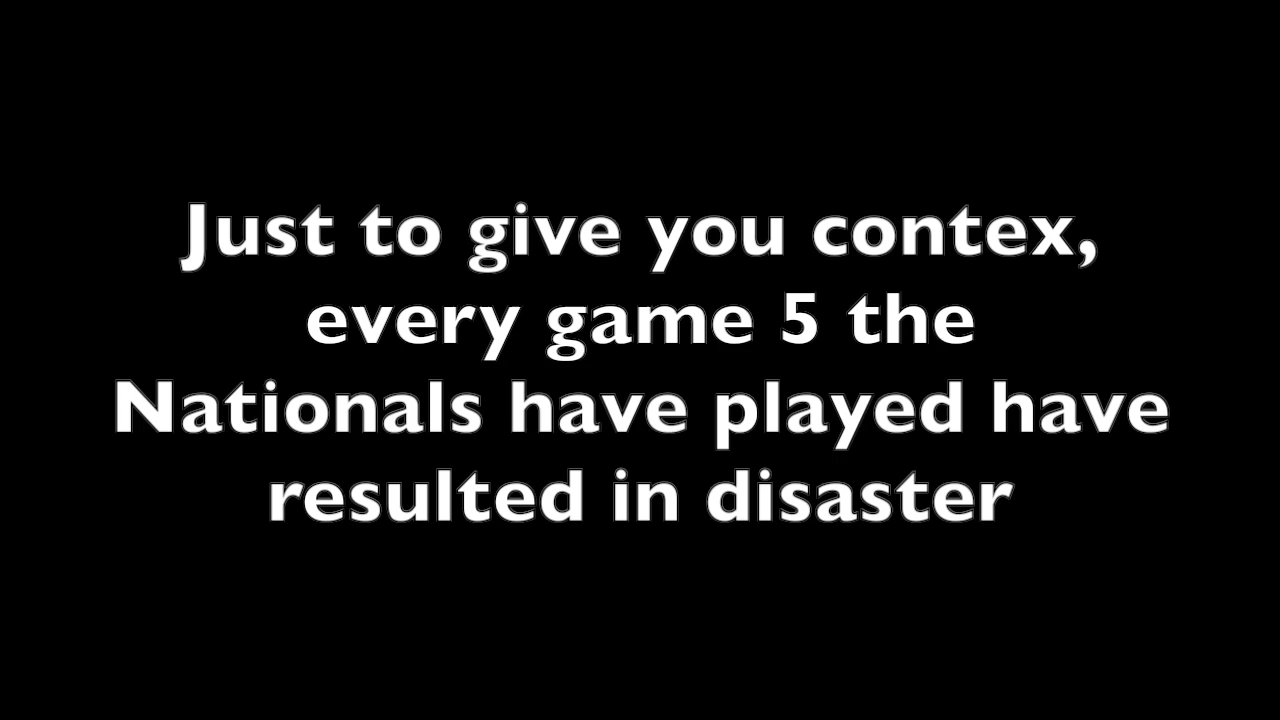 Just to give you contex,
every game 5 the
Nationals have played have
resulted in disaster